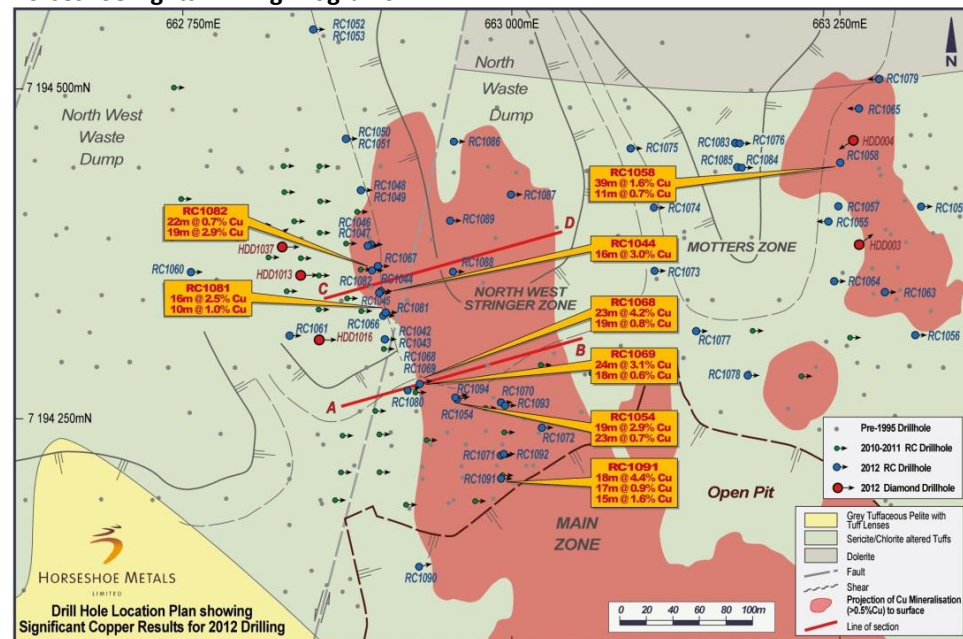 662 750mE
663 000 mE
663 250 mE
7 194 500mN
7 194 250mN
North West
Waste
Dump
North
Waste
Dump
N
RC1052
RC1053
RC1079
RC1065
HDD004
RC1058
RC1050
RC1051
RC1086
RC1075
RC1083
RC1076
RC1085
RC1084
RC1048
RC1049
RC1087
RC1058
39m @ 1.6% Cu
11m @ 0.7% Cu
RC1057
RC1055
RC1074
RC1089
RC1046
RC1047
RC1082
22m @ 0.7% Cu
19m @ 2.9% Cu
HDD1037
D
MOTTERS ZONE
HDD003
RC1044
16m @ 3.0% Cu
RC1060
HDD1013
RC1067
RC1082
RC1044
RC1088
RC1073
RC1064
RC1063
C
NORTH WEST
STRINGER ZONE
RC1081
16m @ 2.5% Cu
10m @ 1.0% Cu
RC1045
RC1081
RC1066
RC1068
23m @ 4.2% Cu
19m @ 0.8% Cu
RC1061
HDD1016
RC1042
RC1043
RC1068
RC1069
B
RC1077
RC1056
RC1069
24m @ 3.1% Cu
18m @ 0.6% Cu
RC1078
A
RC1080
RC1094
RC1054
RC1070
RC1093
RC1054
19m @ 2.9% Cu
23m @ 0.7% Cu
RC1072
RC1071
RC1092
RC1091
RC1091
18m @ 4.4% Cu
17m @ 0.9% Cu
15m @ 1.6% Cu
Open Pit
MAIN
ZONE
RC1090
Pre-1995 Drillhole
2010-2011 RC Drillhole
2012 RC Drillhole
2012 Diamond Drillhole
Grey Tuffaceous Pelite with
Tuff Lenses
Sericite/Chlorite altered Tuffs
Dolerite
Fault
Shear
Projection of Cu Mineralisation
(>0.5%Cu) to surface
Line of section
0 20 40 60 80 100m
HORSESHOE METALS
LIMITED
Drill Hole Location Plan showing
Significant Copper Results for 2012 Drilling